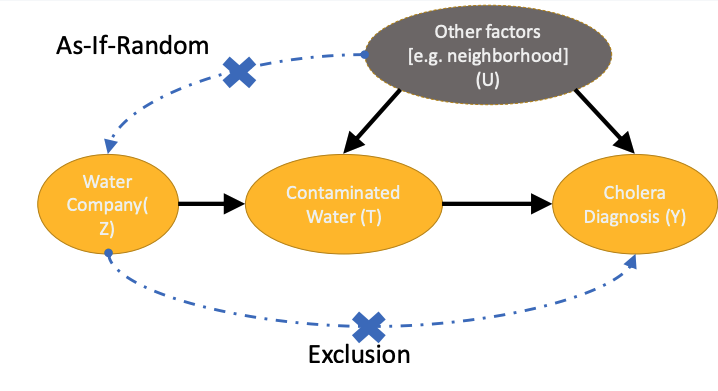 As-If-Random
Other factors
[e.g. neighborhood]
(U)
Water
Company(
Z)
Contaminated
Water (T)
Cholera
Diagnosis (Y)
Exclusion